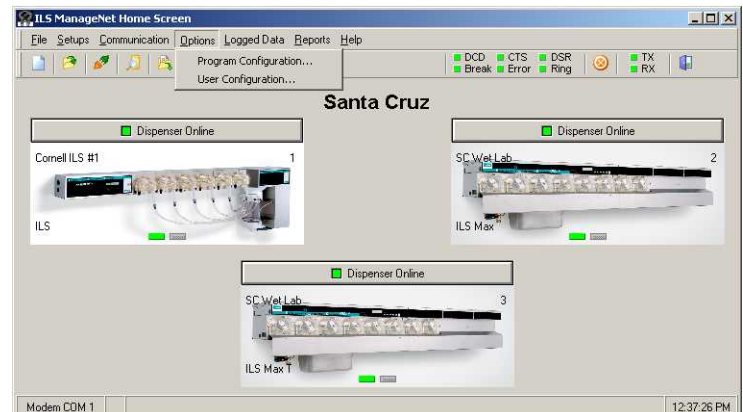 ILS ManageNet Home Screen
File Setups Communication Options Logged Data Reports Help
Program Configuration...
User Configuration...
DCD CTS DSR TX
Break Error Ring RX
Santa Cruz
Dispenser Online
Cornell ILS #1 1
ILS
Dispenser Online
SC Wet Lab 2
ILS Max
Dispenser Online
SC Wet Lab 3
ILS Max T
Modem COM 1 12:37:26 PM